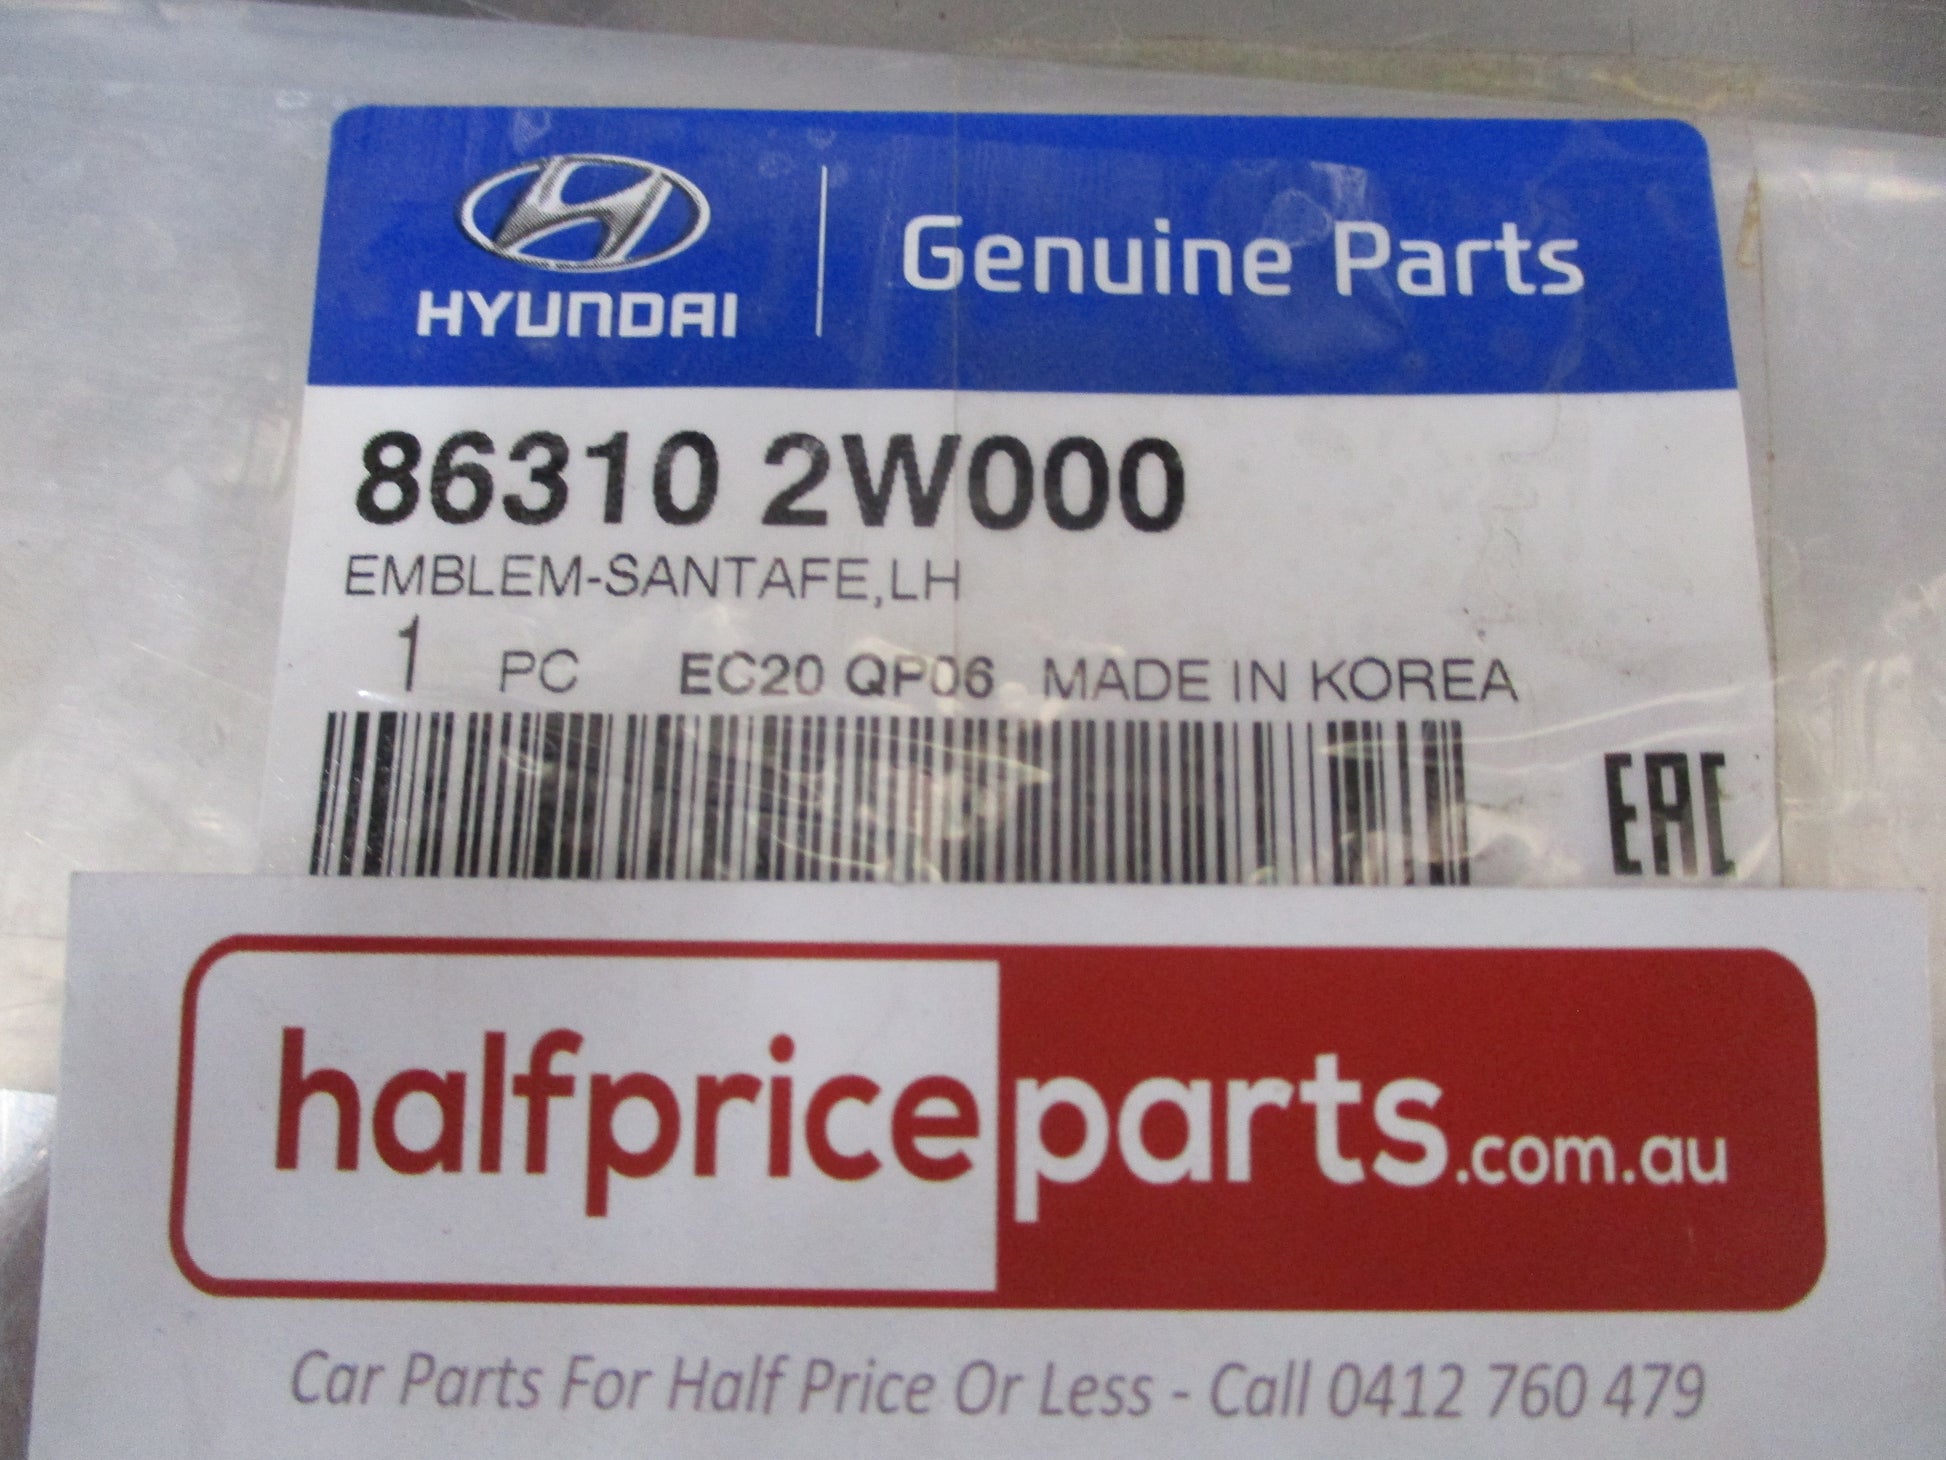 HYUNDAI
Genuine Parts
86310 2W000
EMBLEM-SANTAFE,LH
1 PC EC20 QP06 MADE IN KOREA
EAC
halfpriceparts.com.au
Car Parts For Half Price Or Less - Call 0412 760 479